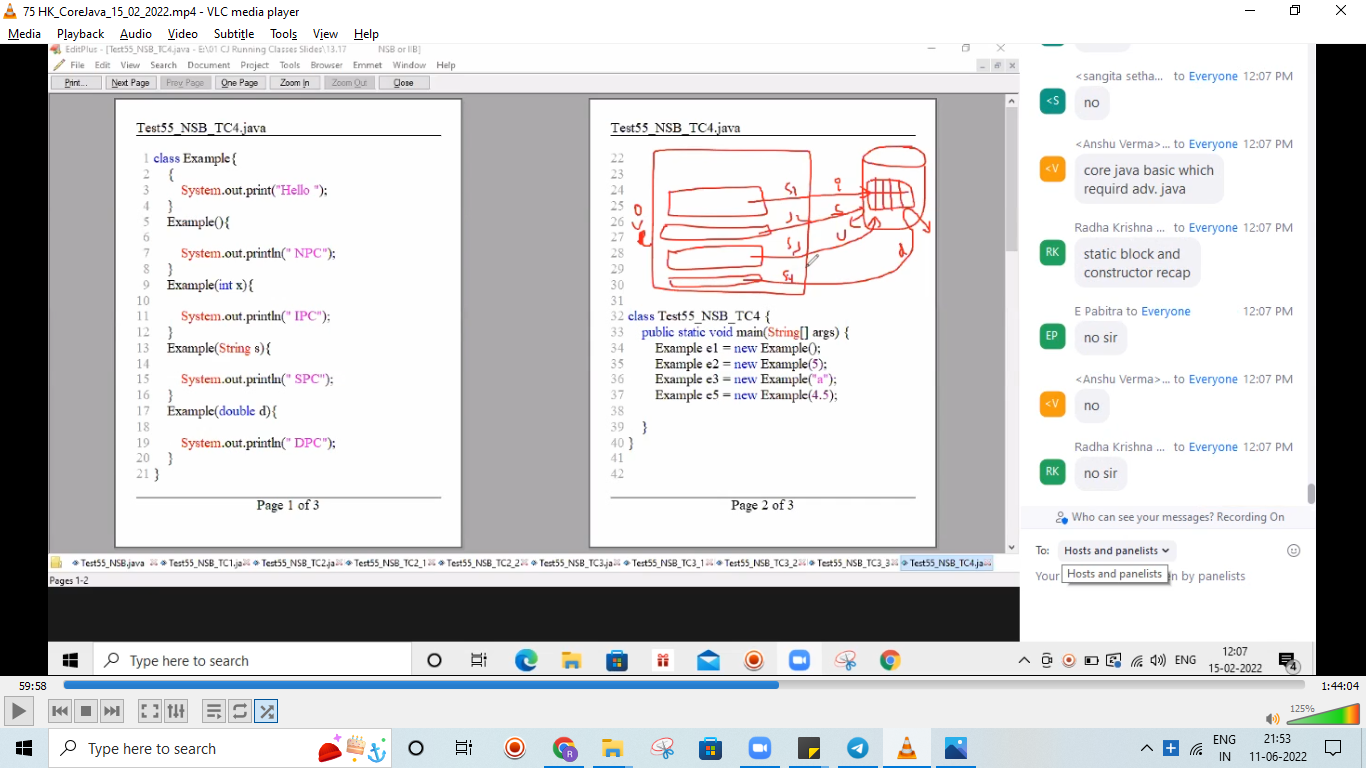 75 HK_CoreJava_15_02_2022.mp4 - VLC media player
Media Playback Audio Video Subtitle Tools View Help
EditPlus - [Test55_NSB_TC4.java - E:\01 CJ Running Classes Slides\13.17 NSB or IIB]
File Edit View Search Document Project Tools Browser Emmet Window Help
Print... Next Page Prev Page One Page Zoom In Zoom Out Close
Test55_NSB_TC4.java
1 class Example{
2 {
3 System.out.print("Hello ");
4 }
5 Example(){
6
7 System.out.println(" NPC");
8 }
9 Example(int x){
10
11 System.out.println(" IPC");
12 }
13 Example(String s){
14
15 System.out.println(" SPC");
16 }
17 Example(double d){
18
19 System.out.println(" DPC");
20 }
21 }
Page 1 of 3
Test55_NSB_TC4.java
22
23
24
25
26
27
28
29
30
31
32 class Test55_NSB_TC4 {
33 public static void main(String[] args) {
34 Example e1 = new Example();
35 Example e2 = new Example(5);
36 Example e3 = new Example("a");
37 Example e5 = new Example(4.5);
38
39 }
40 }
41
42
Page 2 of 3
S1 i
S2 s
S3 u
S4 d
Test55_NSB.java Test55_NSB_TC1.ja Test55_NSB_TC2.ja Test55_NSB_TC2_1 Test55_NSB_TC2_2 Test55_NSB_TC3.ja Test55_NSB_TC3_1 Test55_NSB_TC3_2 Test55_NSB_TC3_3 Test55_NSB_TC4.ja
Pages 1-2
<sangita setha... to Everyone 12:07 PM
<S no
<Anshu Verma>... to Everyone 12:07 PM
<V core java basic which
requird adv. java
Radha Krishna ... to Everyone 12:07 PM
RK static block and
constructor recap
E Pabitra to Everyone 12:07 PM
EP no sir
<Anshu Verma>... to Everyone 12:07 PM
<V no
Radha Krishna ... to Everyone 12:07 PM
RK no sir
Who can see your messages? Recording On
To: Hosts and panelists
Your Hosts and panelists n by panelists
Type here to search
ENG 12:07
15-02-2022 4
59:58 1:44:04
125%
Type here to search
ENG 21:53
IN 11-06-2022